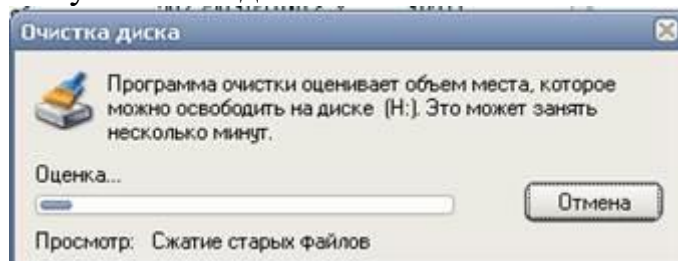 Очистка диска
Программа очистки оценивает объем места, которое
можно освободить на диске (H:). Это может занять
несколько минут.
Оценка...
Отмена
Просмотр: Сжатие старых файлов